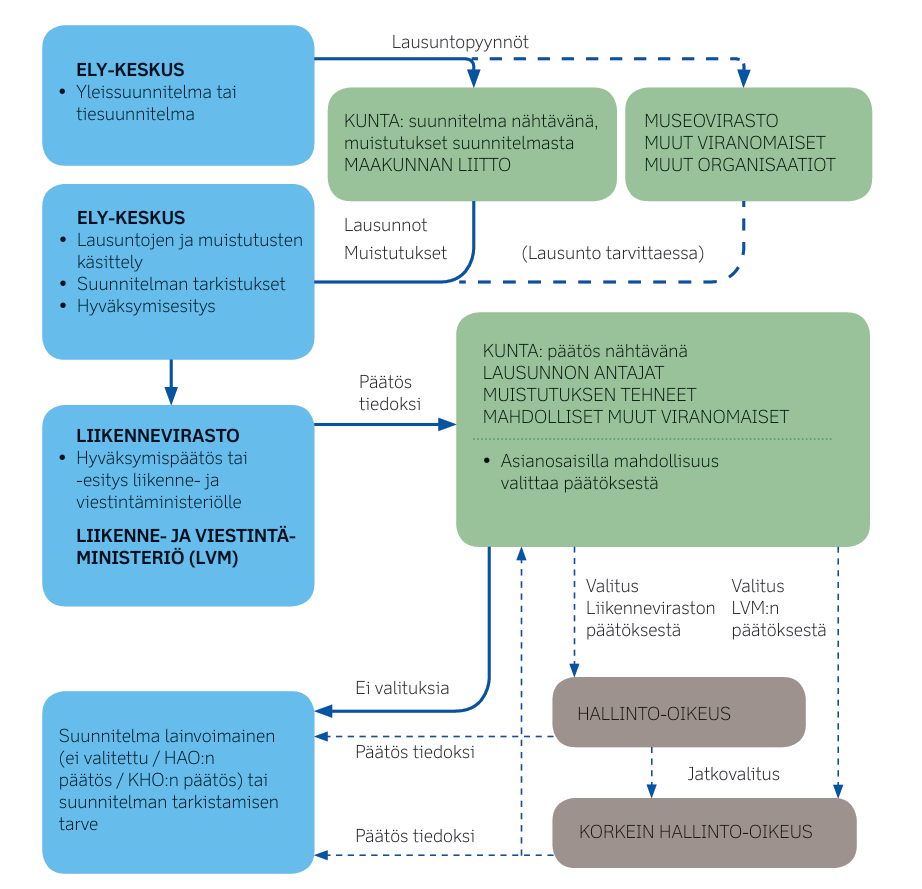 Lausuntopyynnöt
ELY-KESKUS
• Yleissuunnitelma tai
tiesuunnitelma
KUNTA: suunnitelma nähtävänä,
muistutukset suunnitelmasta
MAAKUNNAN LIITTO
MUSEOVIRASTO
MUUT VIRANOMAISET
MUUT ORGANISAATIOT
ELY-KESKUS
• Lausuntojen ja muistutusten
käsittely
• Suunnitelman tarkistukset
• Hyväksymisesitys
Lausunnot
Muistutukset
(Lausunto tarvittaessa)
KUNTA: päätös nähtävänä
LAUSUNNON ANTAJAT
MUISTUTUKSEN TEHNEET
MAHDOLLISET MUUT VIRANOMAISET
• Asianosaisilla mahdollisuus
valittaa päätöksestä
Päätös
tiedoksi
LIIKENNEVIRASTO
• Hyväksymispäätös tai
-esitys liikenne- ja
viestintäministeriölle
LIIKENNE- JA VIESTINTÄ-
MINISTERIÖ (LVM)
Valitus
Liikenneviraston
päätöksestä
Valitus
LVM:n
päätöksestä
Ei valituksia
HALLINTO-OIKEUS
Suunnitelma lainvoimainen
(ei valitettu / HAO:n
päätös / KHO:n päätös) tai
suunnitelman tarkistamisen
tarve
Päätös tiedoksi
Jatkovalitus
Päätös tiedoksi
KORKEIN HALLINTO-OIKEUS